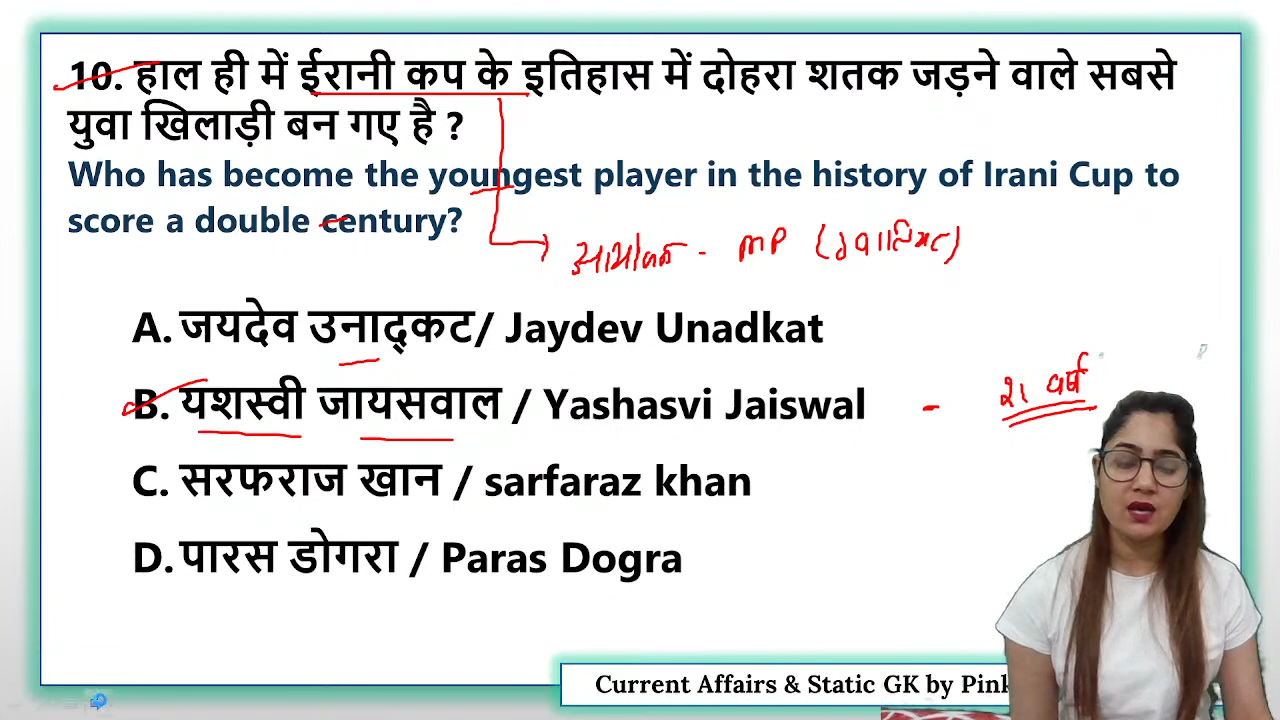 10. हाल ही में ईरानी कप के इतिहास में दोहरा शतक जड़ने वाले सबसे
युवा खिलाड़ी बन गए है ?
Who has become the youngest player in the history of Irani Cup to
score a double century?
आयोजन - MP (ग्वालियर)
A. जयदेव उनाद्कट/ Jaydev Unadkat
B. यशस्वी जायसवाल / Yashasvi Jaiswal - 21 वर्ष
C. सरफराज खान / sarfaraz khan
D. पारस डोगरा / Paras Dogra
Current Affairs & Static GK by Pink